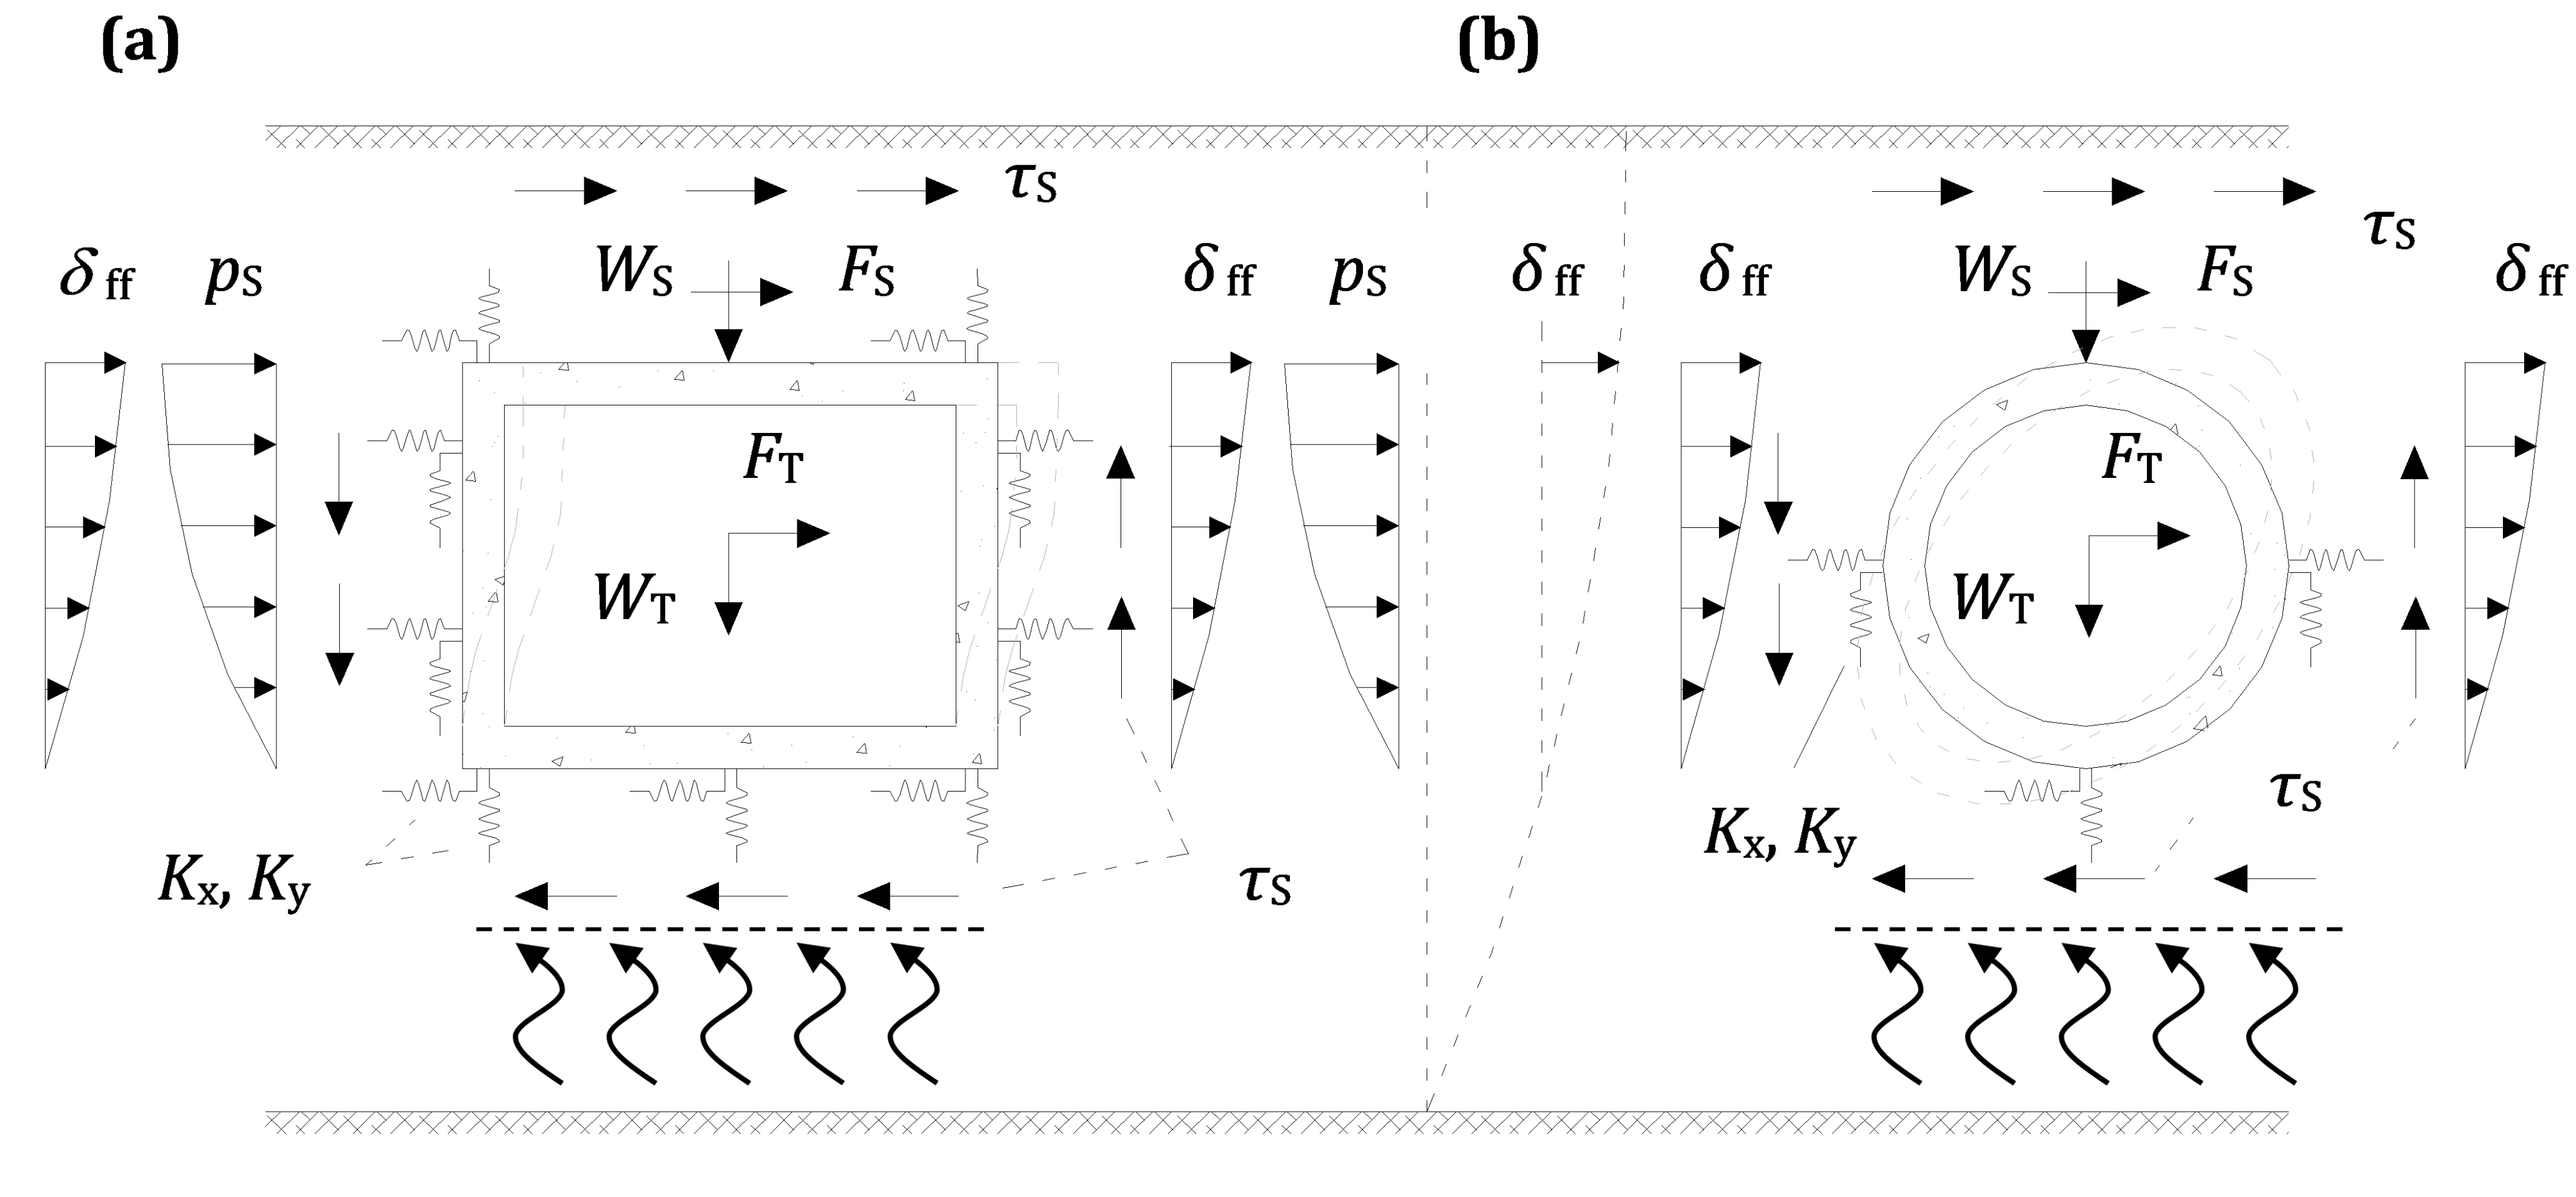 (a) (b)
τS τS
δff pS WS FS δff pS δff δff WS FS δff
FT FT
WT WT
τS
Kx, Ky Kx, Ky
τS